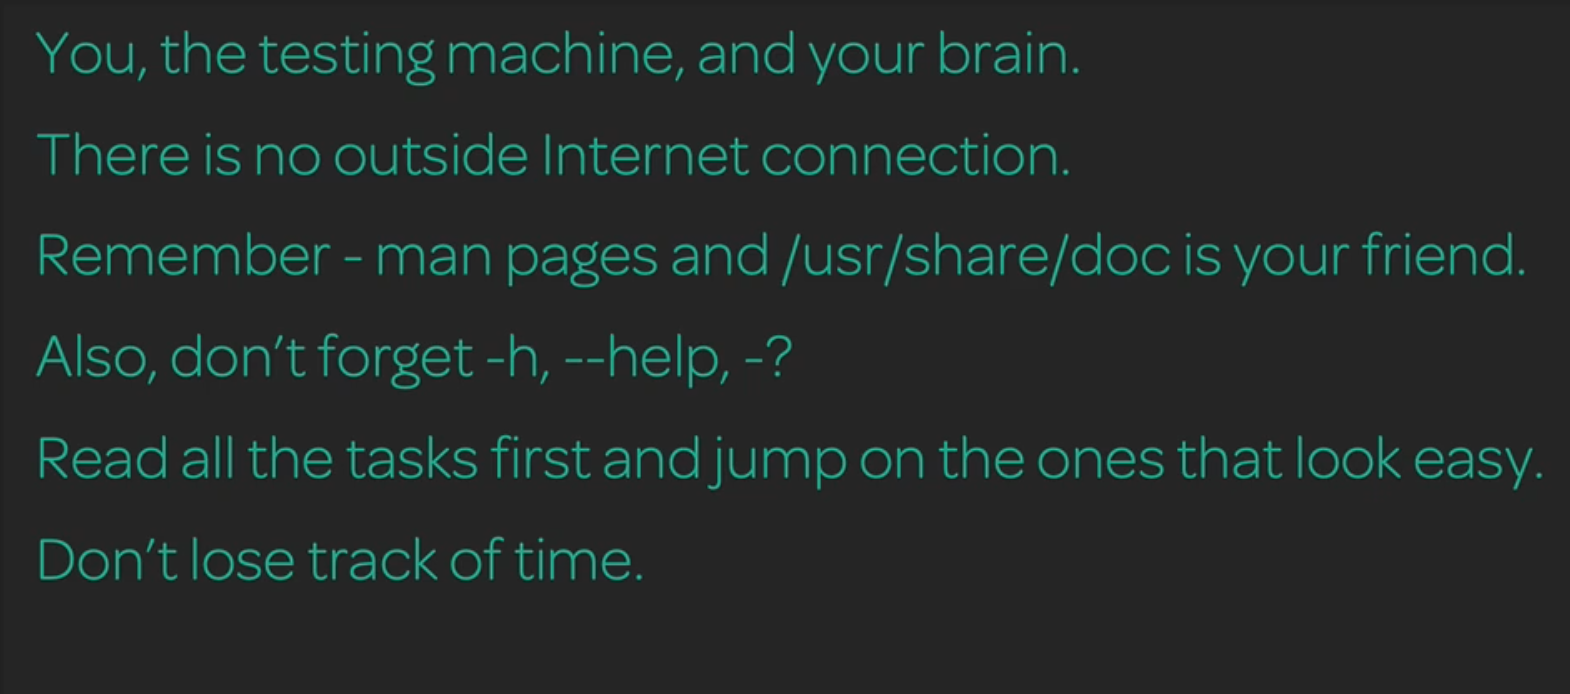 You, the testing machine, and your brain.
There is no outside Internet connection.
Remember - man pages and /usr/share/doc is your friend.
Also, don’t forget -h, --help, -?
Read all the tasks first and jump on the ones that look easy.
Don’t lose track of time.